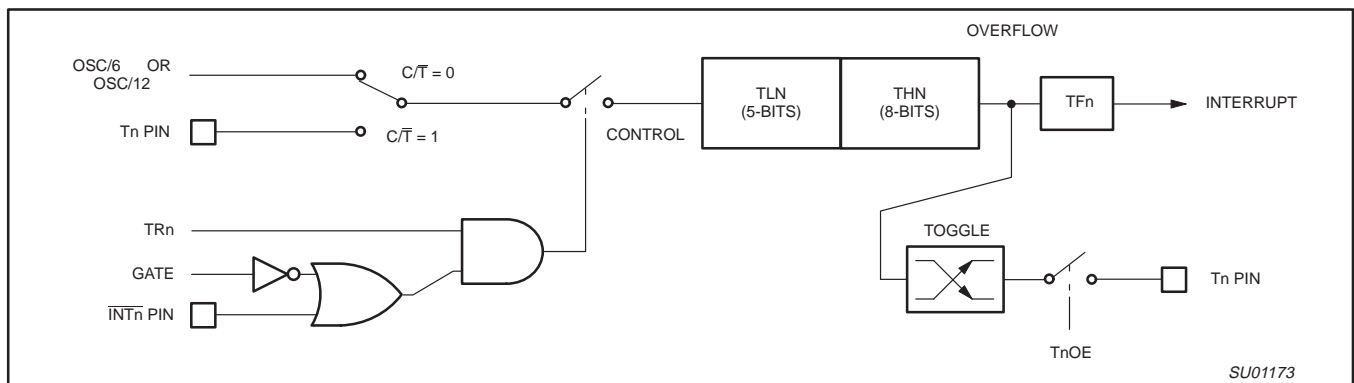 OVERFLOW
OSC/6 OR
OSC/12
C/T̅ = 0
TLN
(5-BITS)
THN
(8-BITS)
TFn
INTERRUPT
Tn PIN
C/T̅ = 1
CONTROL
TRn
TOGGLE
GATE
Tn PIN
I̅N̅T̅n̅ PIN
TnOE
SU01173